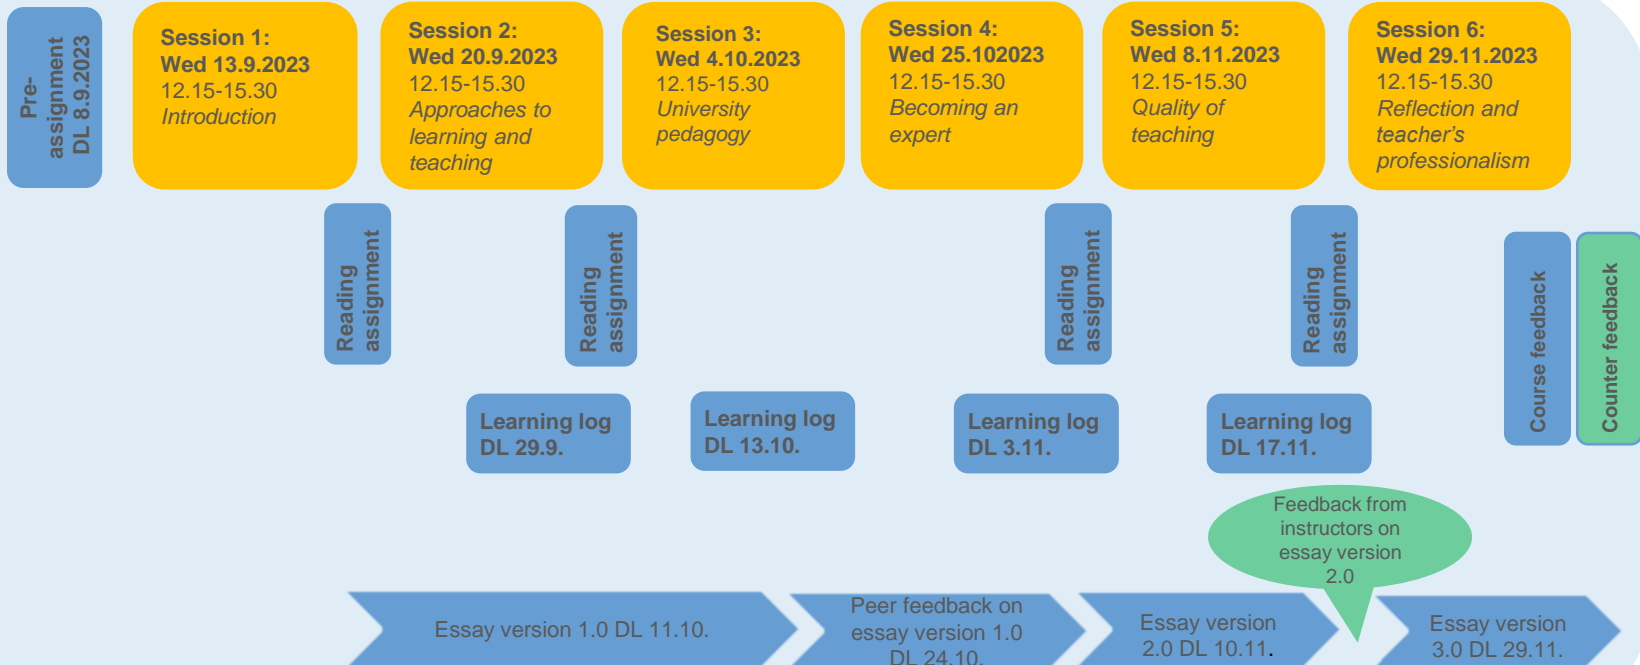 Pre-
assignment
DL 8.9.2023
Session 1:
Wed 13.9.2023
12.15-15.30
Introduction
Session 2:
Wed 20.9.2023
12.15-15.30
Approaches to
learning and
teaching
Session 3:
Wed 4.10.2023
12.15-15.30
University
pedagogy
Session 4:
Wed 25.102023
12.15-15.30
Becoming an
expert
Session 5:
Wed 8.11.2023
12.15-15.30
Quality of
teaching
Session 6:
Wed 29.11.2023
12.15-15.30
Reflection and
teacher's
professionalism
Reading
assignment
Reading
assignment
Reading
assignment
Reading
assignment
Course feedback
Counter feedback
Learning log
DL 29.9.
Learning log
DL 13.10.
Learning log
DL 3.11.
Learning log
DL 17.11.
Feedback from
instructors on
essay version
2.0
Essay version 1.0 DL 11.10.
Peer feedback on
essay version 1.0
DL 24.10.
Essay version
2.0 DL 10.11.
Essay version
3.0 DL 29.11.